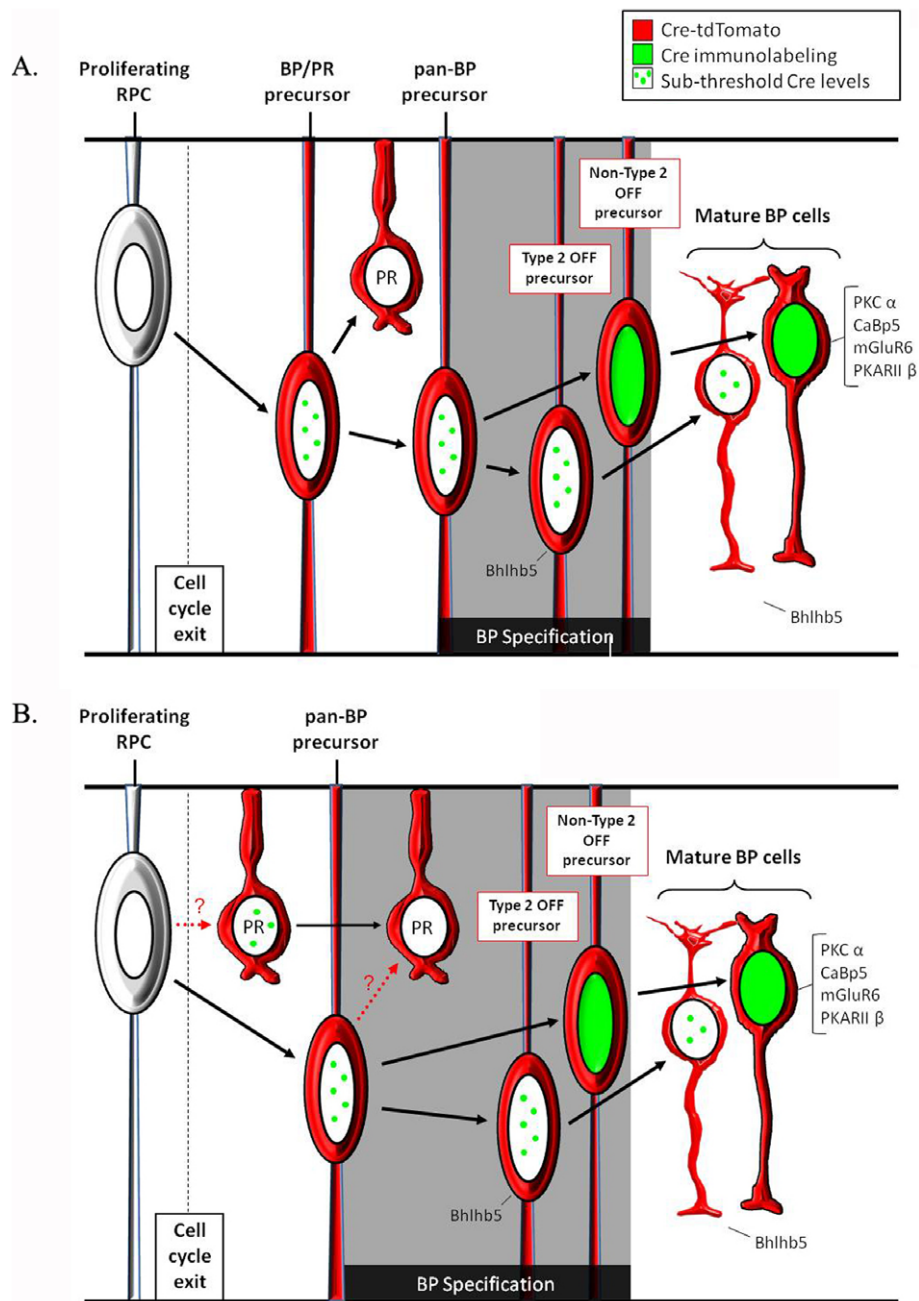 A.
Cre-tdTomato
Cre immunolabeling
Sub-threshold Cre levels
Proliferating
RPC
BP/PR
precursor
pan-BP
precursor
Non-Type 2
OFF
precursor
Type 2 OFF
precursor
Mature BP cells
PR
PKC α
CaBp5
mGluR6
PKARII β
Bhlhb5
Bhlhb5
Cell
cycle
exit
BP Specification
B.
Proliferating
RPC
pan-BP
precursor
Non-Type 2
OFF
precursor
Type 2 OFF
precursor
Mature BP cells
?
PR
PR
?
PKC α
CaBp5
mGluR6
PKARII β
Bhlhb5
Bhlhb5
Cell
cycle
exit
BP Specification